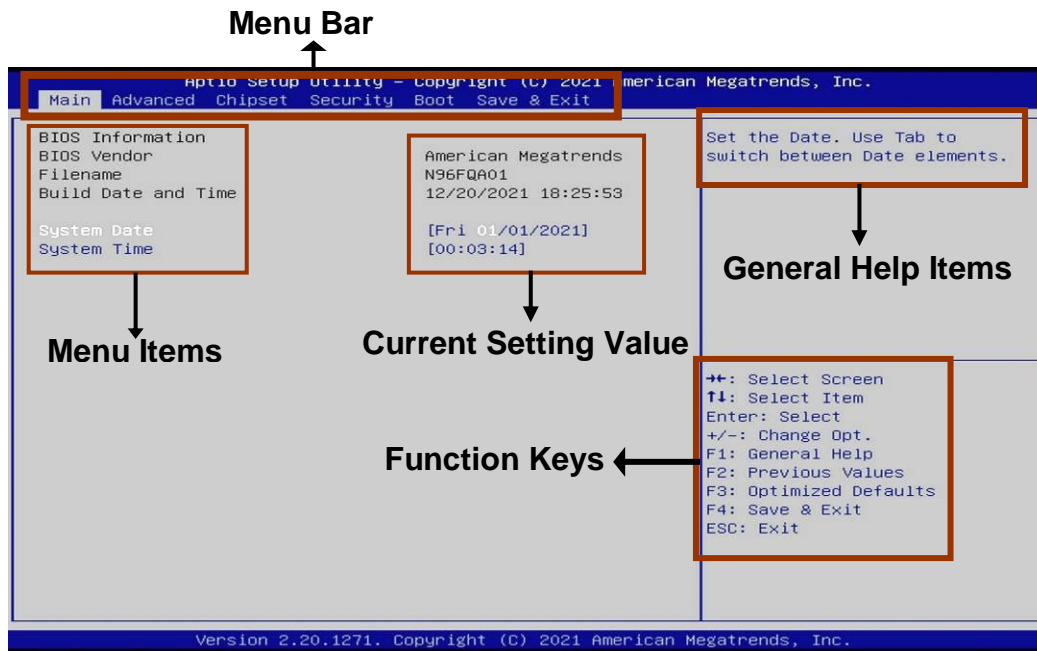 Menu Bar
Aptio Setup Utility – Copyright (C) 2021 American Megatrends, Inc.
Main Advanced Chipset Security Boot Save & Exit
BIOS Information
BIOS Vendor American Megatrends
Filename N96FQA01
Build Date and Time 12/20/2021 18:25:53
System Date [Fri 01/01/2021]
System Time [00:03:14]
Set the Date. Use Tab to
switch between Date elements.
General Help Items
Menu Items
Current Setting Value
→←: Select Screen
↑↓: Select Item
Enter: Select
+/-: Change Opt.
F1: General Help
F2: Previous Values
F3: Optimized Defaults
F4: Save & Exit
ESC: Exit
Function Keys
Version 2.20.1271. Copyright (C) 2021 American Megatrends, Inc.